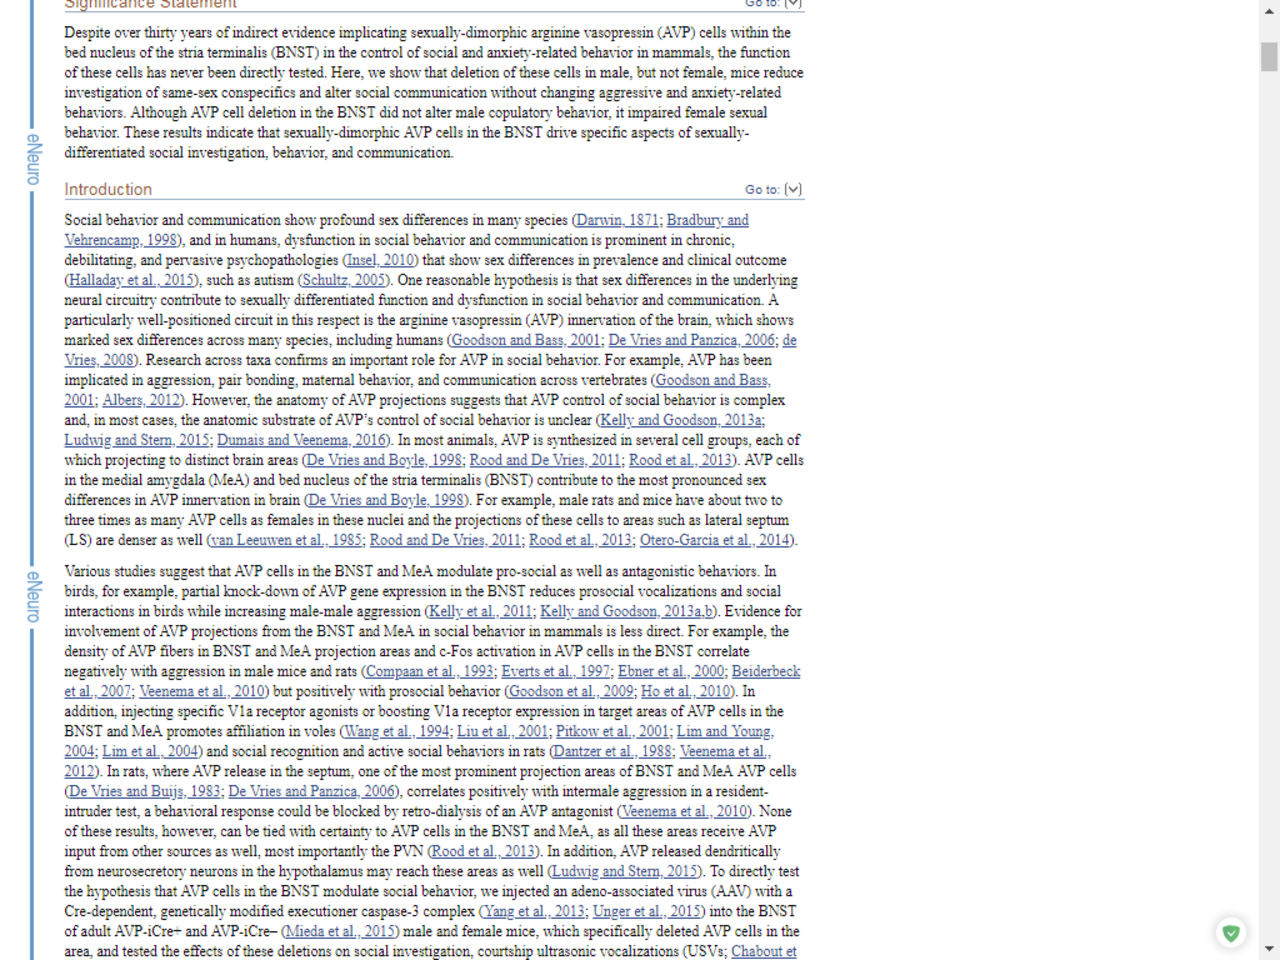 Significance Statement Go to:
Despite over thirty years of indirect evidence implicating sexually-dimorphic arginine vasopressin (AVP) cells within the
bed nucleus of the stria terminalis (BNST) in the control of social and anxiety-related behavior in mammals, the function
of these cells has never been directly tested. Here, we show that deletion of these cells in male, but not female, mice reduce
investigation of same-sex conspecifics and alter social communication without changing aggressive and anxiety-related
behaviors. Although AVP cell deletion in the BNST did not alter male copulatory behavior, it impaired female sexual
behavior. These results indicate that sexually-dimorphic AVP cells in the BNST drive specific aspects of sexually-
differentiated social investigation, behavior, and communication.
eNeuro
Introduction Go to:
Social behavior and communication show profound sex differences in many species (Darwin, 1871; Bradbury and
Vehrencamp, 1998), and in humans, dysfunction in social behavior and communication is prominent in chronic,
debilitating, and pervasive psychopathologies (Insel, 2010) that show sex differences in prevalence and clinical outcome
(Halladay et al., 2015), such as autism (Schultz, 2005). One reasonable hypothesis is that sex differences in the underlying
neural circuitry contribute to sexually differentiated function and dysfunction in social behavior and communication. A
particularly well-positioned circuit in this respect is the arginine vasopressin (AVP) innervation of the brain, which shows
marked sex differences across many species, including humans (Goodson and Bass, 2001; De Vries and Panzica, 2006; de
Vries, 2008). Research across taxa confirms an important role for AVP in social behavior. For example, AVP has been
implicated in aggression, pair bonding, maternal behavior, and communication across vertebrates (Goodson and Bass,
2001; Albers, 2012). However, the anatomy of AVP projections suggests that AVP control of social behavior is complex
and, in most cases, the anatomic substrate of AVP's control of social behavior is unclear (Kelly and Goodson, 2013a;
Ludwig and Stern, 2015; Dumais and Veenema, 2016). In most animals, AVP is synthesized in several cell groups, each of
which projecting to distinct brain areas (De Vries and Boyle, 1998; Rood and De Vries, 2011; Rood et al., 2013). AVP cells
in the medial amygdala (MeA) and bed nucleus of the stria terminalis (BNST) contribute to the most pronounced sex
differences in AVP innervation in brain (De Vries and Boyle, 1998). For example, male rats and mice have about two to
three times as many AVP cells as females in these nuclei and the projections of these cells to areas such as lateral septum
(LS) are denser as well (van Leeuwen et al., 1985; Rood and De Vries, 2011; Rood et al., 2013; Otero-Garcia et al., 2014).
eNeuro
Various studies suggest that AVP cells in the BNST and MeA modulate pro-social as well as antagonistic behaviors. In
birds, for example, partial knock-down of AVP gene expression in the BNST reduces prosocial vocalizations and social
interactions in birds while increasing male-male aggression (Kelly et al., 2011; Kelly and Goodson, 2013a,b). Evidence for
involvement of AVP projections from the BNST and MeA in social behavior in mammals is less direct. For example, the
density of AVP fibers in BNST and MeA projection areas and c-Fos activation in AVP cells in the BNST correlate
negatively with aggression in male mice and rats (Compaan et al., 1993; Everts et al., 1997; Ebner et al., 2000; Beiderbeck
et al., 2007; Veenema et al., 2010) but positively with prosocial behavior (Goodson et al., 2009; Ho et al., 2010). In
addition, injecting specific V1a receptor agonists or boosting V1a receptor expression in target areas of AVP cells in the
BNST and MeA promotes affiliation in voles (Wang et al., 1994; Liu et al., 2001; Pitkow et al., 2001; Lim and Young,
2004; Lim et al., 2004) and social recognition and active social behaviors in rats (Dantzer et al., 1988; Veenema et al.,
2012). In rats, where AVP release in the septum, one of the most prominent projection areas of BNST and MeA AVP cells
(De Vries and Buijs, 1983; De Vries and Panzica, 2006), correlates positively with intermale aggression in a resident-
intruder test, a behavioral response could be blocked by retro-dialysis of an AVP antagonist (Veenema et al., 2010). None
of these results, however, can be tied with certainty to AVP cells in the BNST and MeA, as all these areas receive AVP
input from other sources as well, most importantly the PVN (Rood et al., 2013). In addition, AVP released dendritically
from neurosecretory neurons in the hypothalamus may reach these areas as well (Ludwig and Stern, 2015). To directly test
the hypothesis that AVP cells in the BNST modulate social behavior, we injected an adeno-associated virus (AAV) with a
Cre-dependent, genetically modified executioner caspase-3 complex (Yang et al., 2013; Unger et al., 2015) into the BNST
of adult AVP-iCre+ and AVP-iCre– (Mieda et al., 2015) male and female mice, which specifically deleted AVP cells in the
area, and tested the effects of these deletions on social investigation, courtship ultrasonic vocalizations (USVs; Chabout et